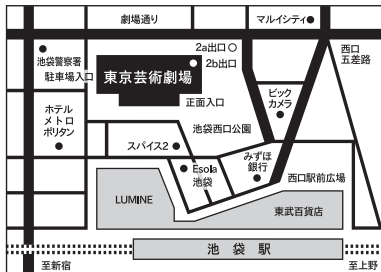 劇場通り
マルイシティ
2a出口
西口
五差路
池袋警察署
駐車場入口
東京芸術劇場
2b出口
正面入口
ビック
カメラ
ホテル
メトロ
ポリタン
池袋西口公園
スパイス2
Esola
池袋
みずほ
銀行
西口駅前広場
LUMINE
東武百貨店
池袋駅
至新宿
至上野